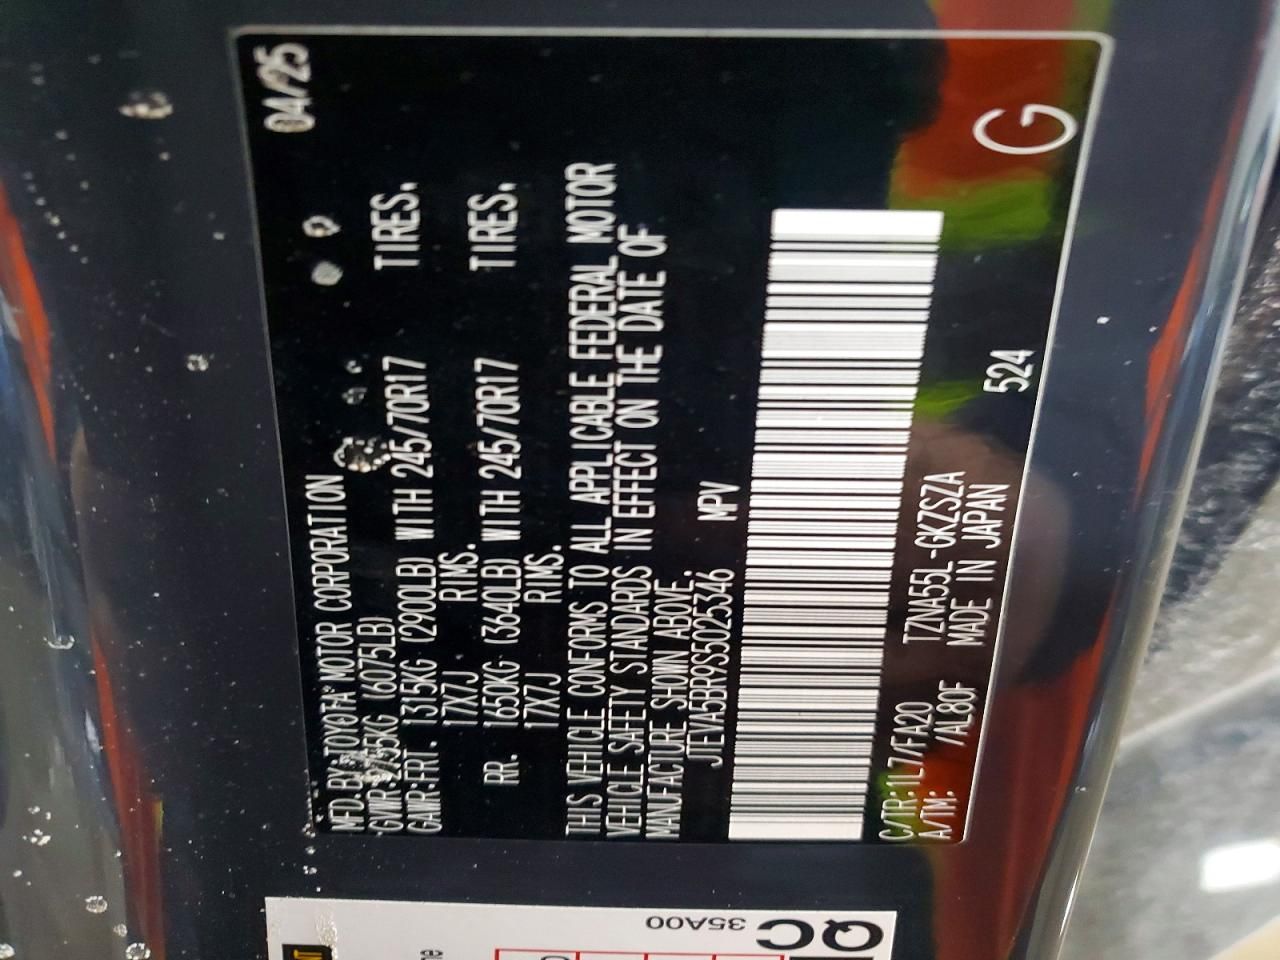 04/25
MFD.BY:TOYOTA MOTOR CORPORATION
GVWR:2755KG (6075LB)
GAWR:FRT. 1315KG (2900LB) WITH 245/70R17 TIRES.
17X7J RIMS.
RR. 1650KG (3640LB) WITH 245/70R17 TIRES.
17X7J RIMS.
THIS VEHICLE CONFORMS TO ALL APPLICABLE FEDERAL MOTOR
VEHICLE SAFETY STANDARDS IN EFFECT ON THE DATE OF
MANUFACTURE SHOWN ABOVE.
JTEVA5BR9S5025346 MPV
C/TR:1L7/FA20 TZNA55L-GKZSZA
A/TM: /AL80F MADE IN JAPAN
524
G
35A00
QC